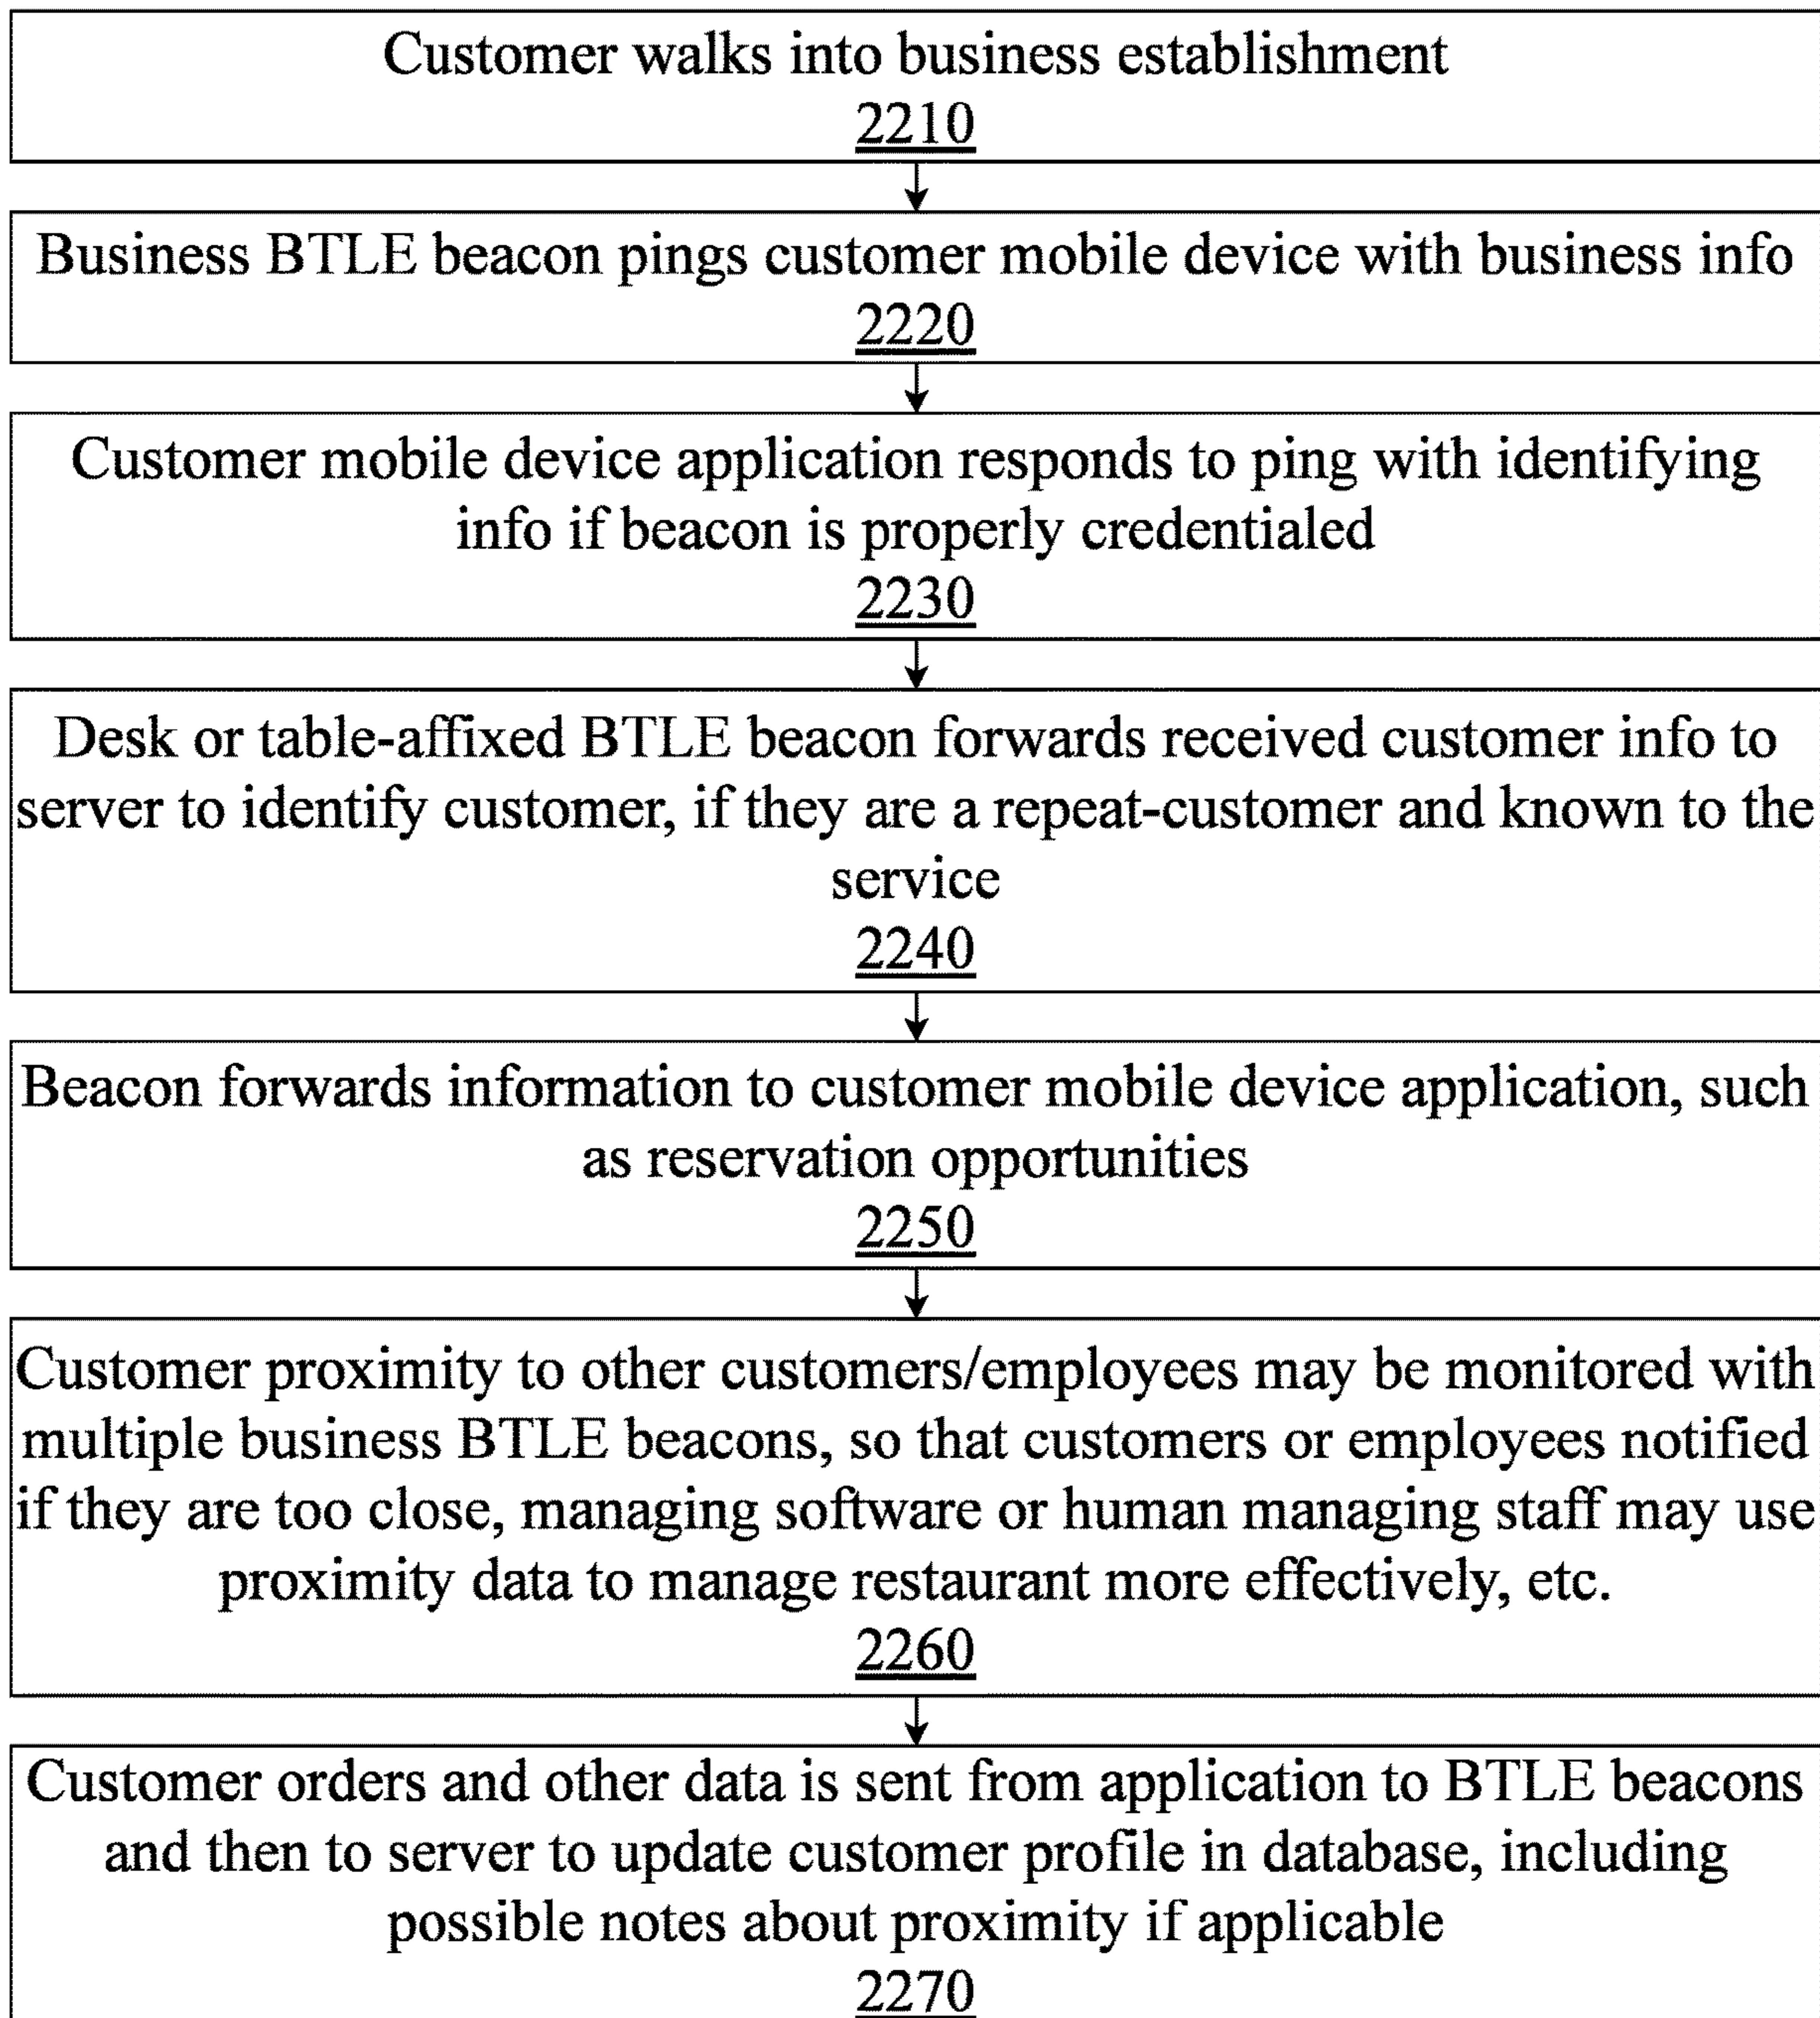 Customer walks into business establishment
2210
Business BTLE beacon pings customer mobile device with business info
2220
Customer mobile device application responds to ping with identifying
info if beacon is properly credentialed
2230
Desk or table-affixed BTLE beacon forwards received customer info to
server to identify customer, if they are a repeat-customer and known to the
service
2240
Beacon forwards information to customer mobile device application, such
as reservation opportunities
2250
Customer proximity to other customers/employees may be monitored with
multiple business BTLE beacons, so that customers or employees notified
if they are too close, managing software or human managing staff may use
proximity data to manage restaurant more effectively, etc.
2260
Customer orders and other data is sent from application to BTLE beacons
and then to server to update customer profile in database, including
possible notes about proximity if applicable
2270